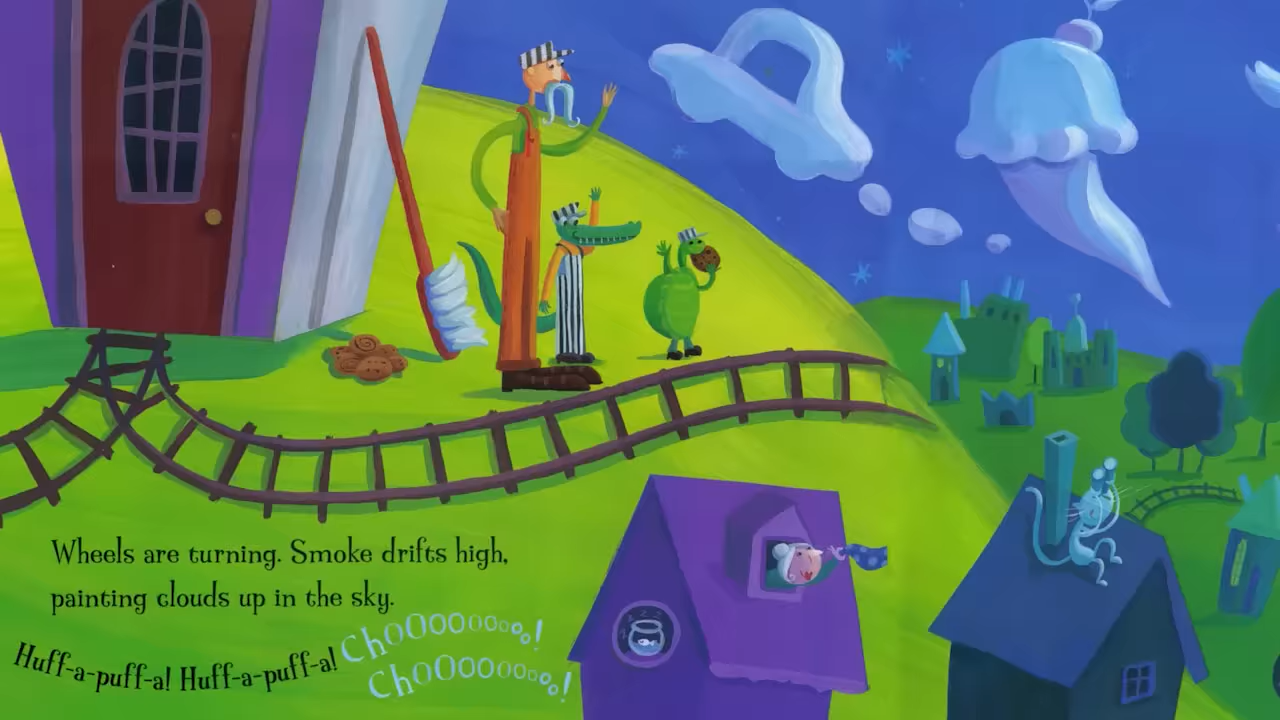 Wheels are turning. Smoke drifts high,
painting clouds up in the sky.
Huff-a-puff-a! Huff-a-puff-a! ChOOOOooooo!
ChOOOOooooo!